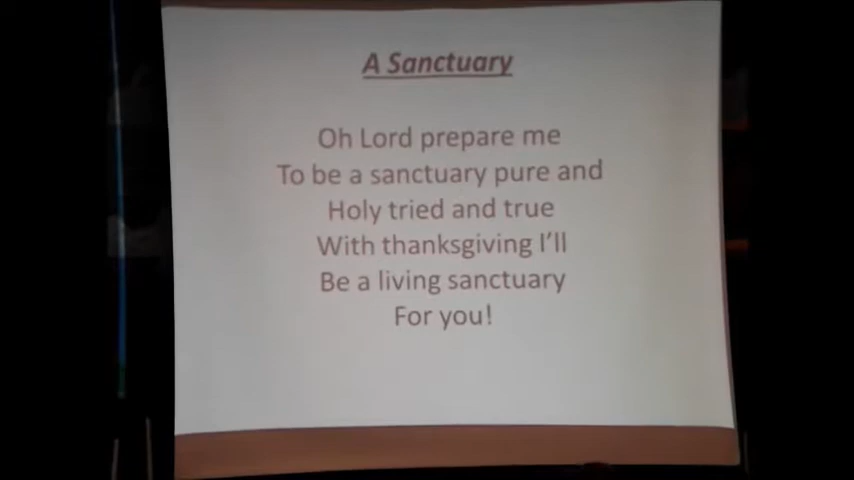 A Sanctuary
Oh Lord prepare me
To be a sanctuary pure and
Holy tried and true
With thanksgiving I'll
Be a living sanctuary
For you!